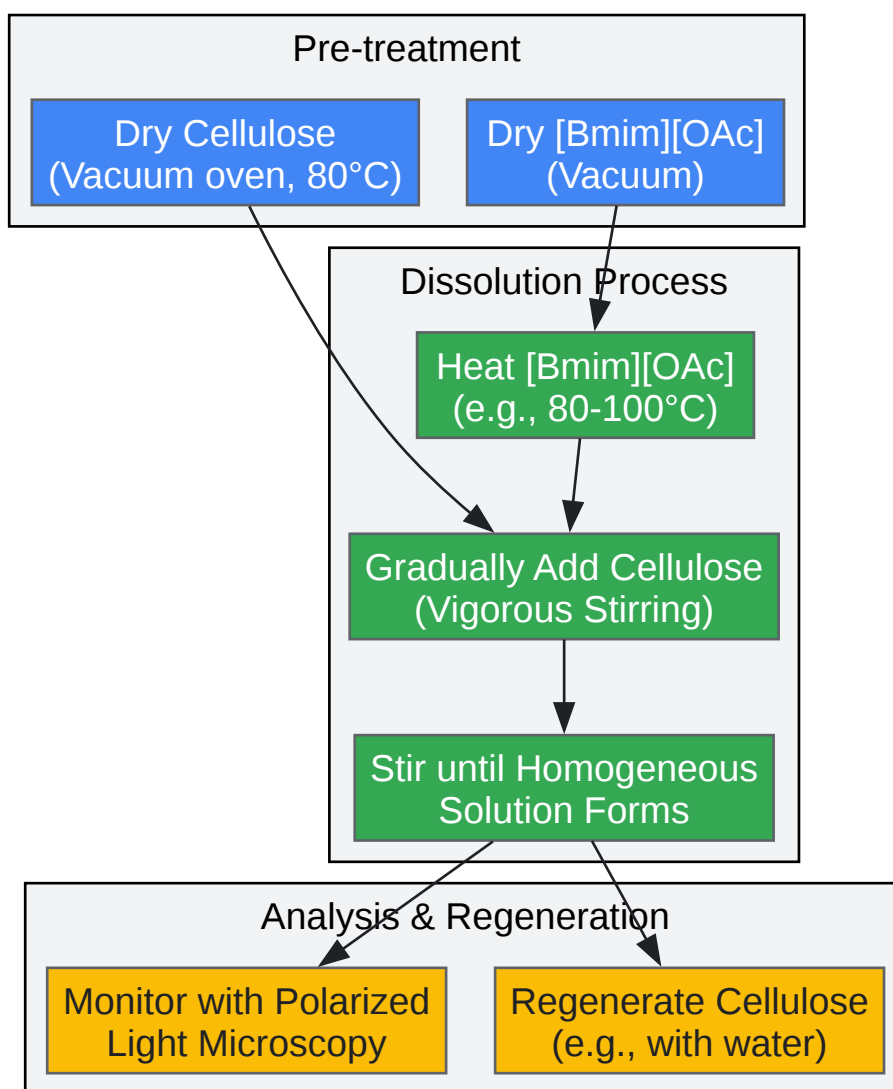 Pre-treatment
Dry Cellulose
(Vacuum oven, 80°C)
Dry [Bmim][OAc]
(Vacuum)
Dissolution Process
Heat [Bmim][OAc]
(e.g., 80-100°C)
Gradually Add Cellulose
(Vigorous Stirring)
Stir until Homogeneous
Solution Forms
Analysis & Regeneration
Monitor with Polarized
Light Microscopy
Regenerate Cellulose
(e.g., with water)